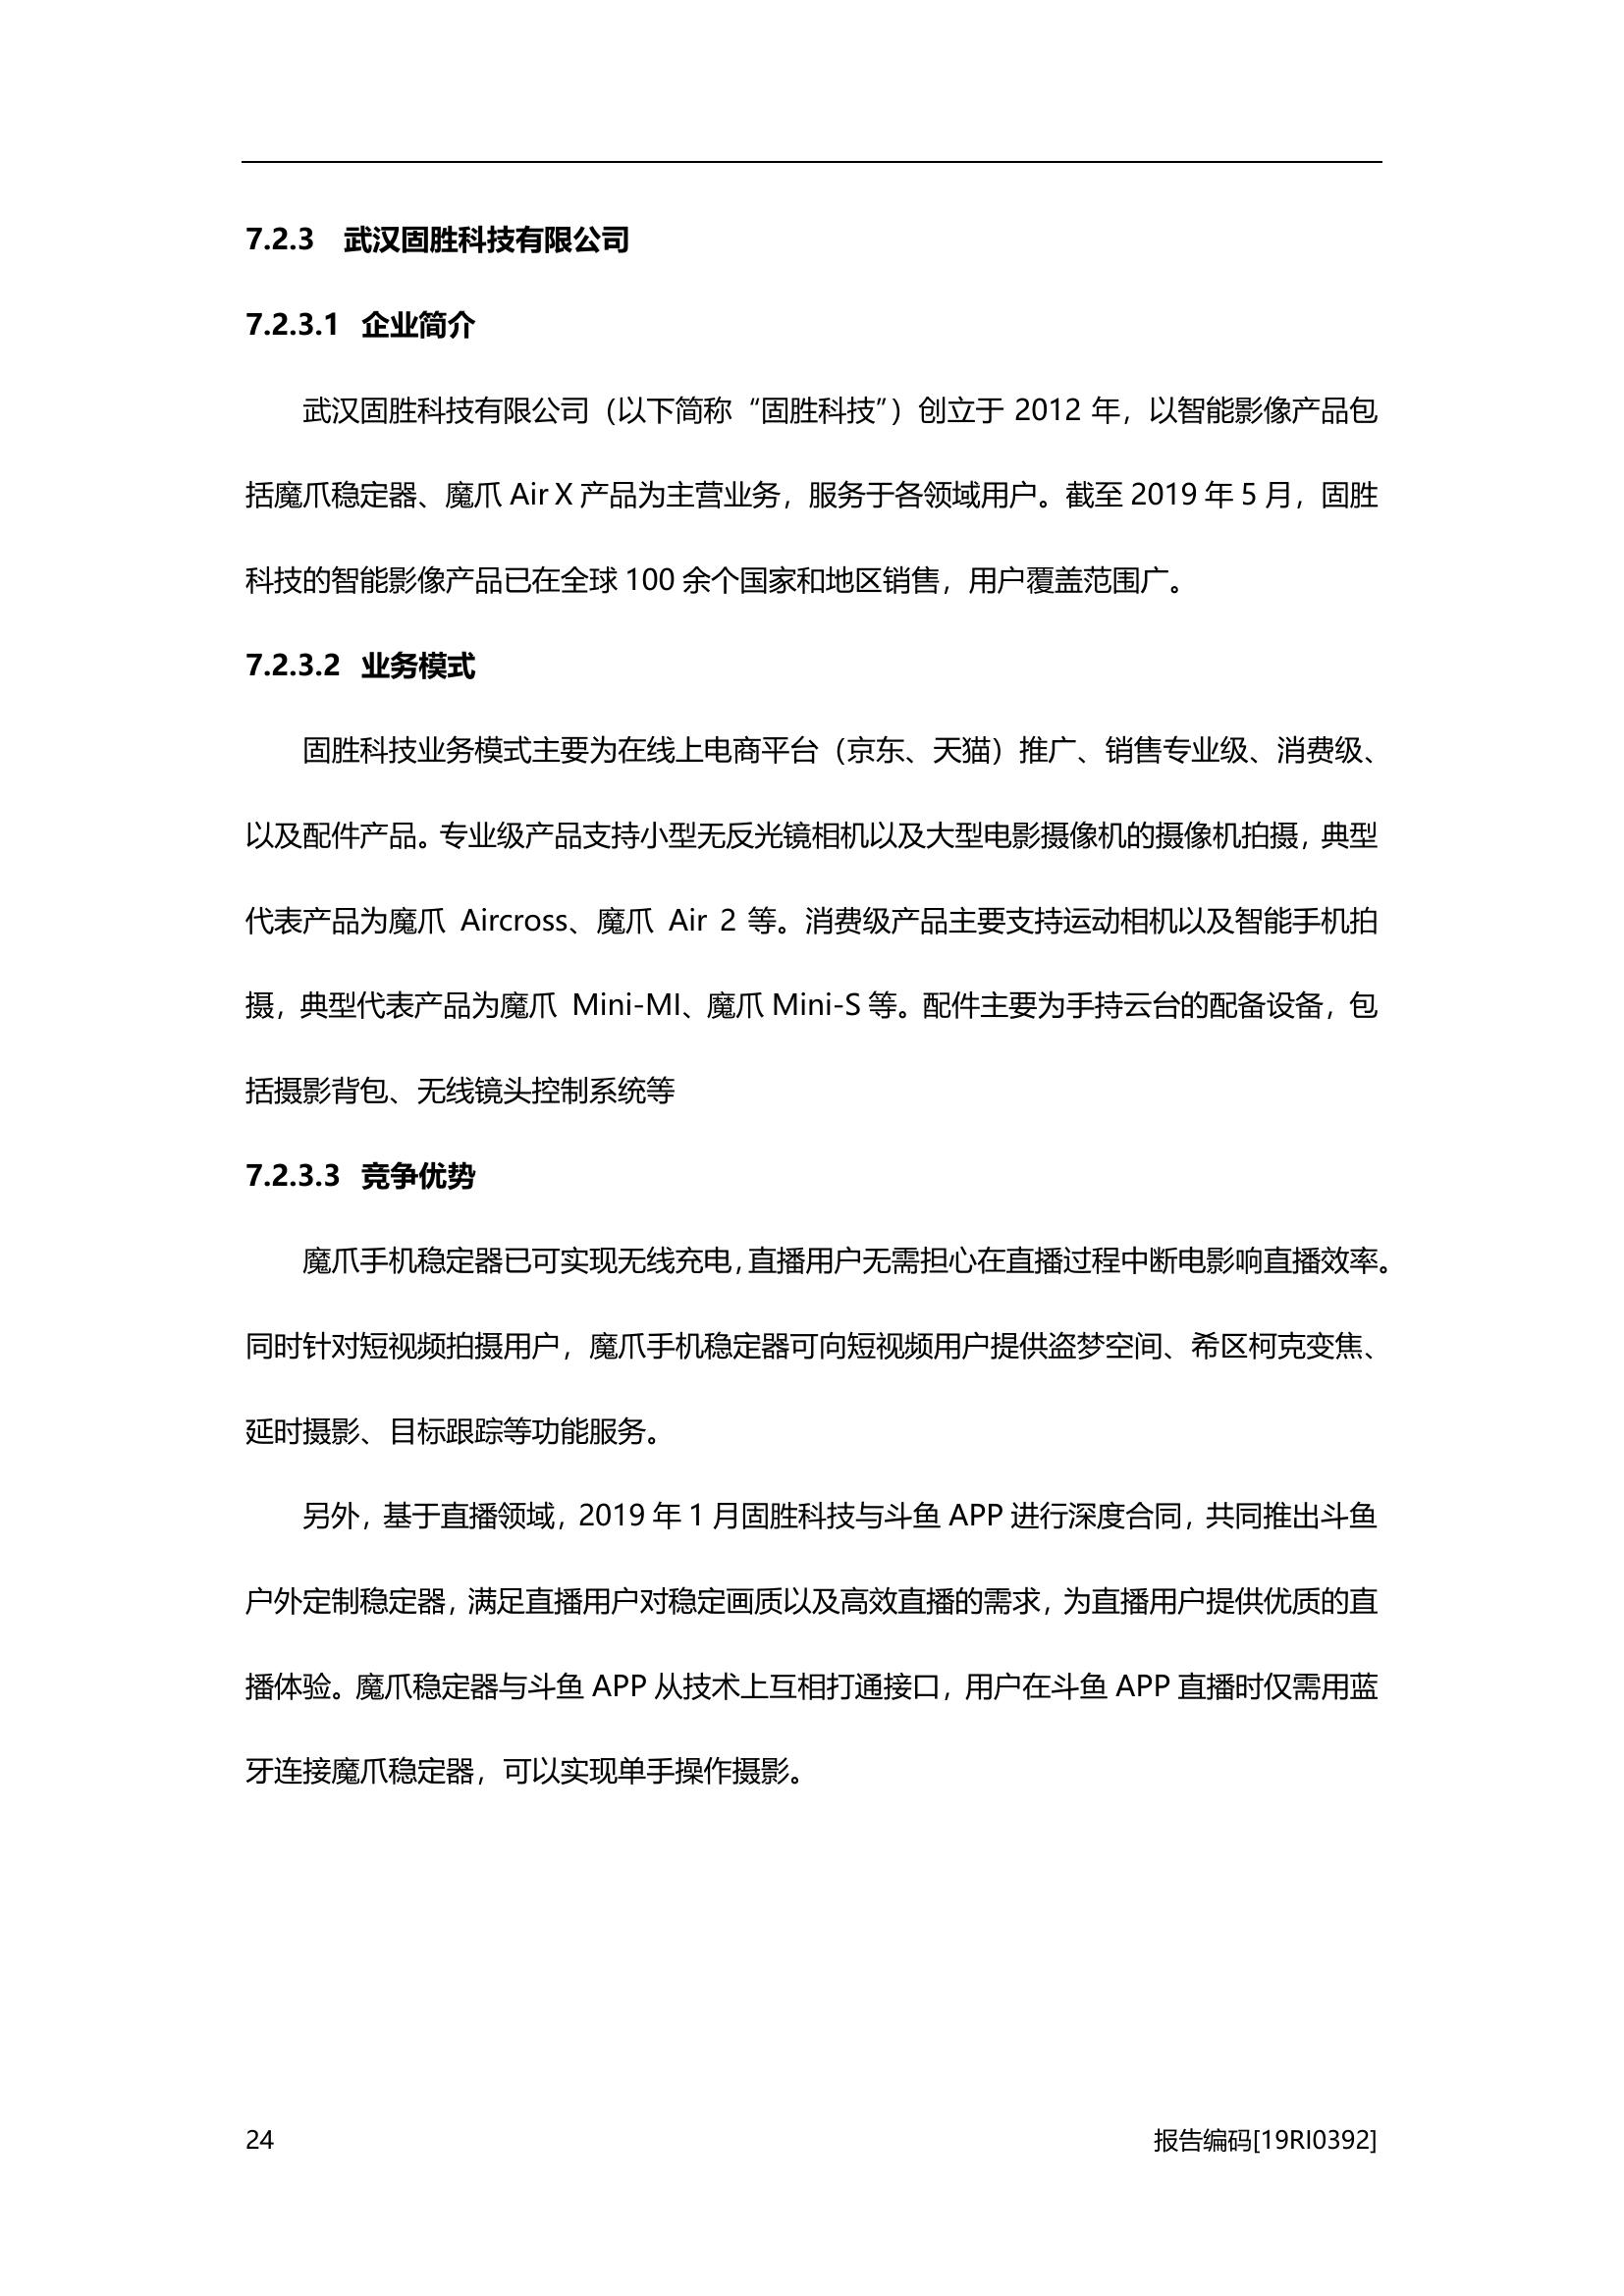 7.2.3 武汉固胜科技有限公司
7.2.3.1 企业简介
武汉固胜科技有限公司（以下简称“固胜科技”）创立于 2012 年，以智能影像产品包
括魔爪稳定器、魔爪 Air X 产品为主营业务，服务于各领域用户。截至 2019 年 5 月，固胜
科技的智能影像产品已在全球 100 余个国家和地区销售，用户覆盖范围广。
7.2.3.2 业务模式
固胜科技业务模式主要为在线上电商平台（京东、天猫）推广、销售专业级、消费级、
以及配件产品。专业级产品支持小型无反光镜相机以及大型电影摄像机的摄像机拍摄，典型
代表产品为魔爪 Aircross、魔爪 Air 2 等。消费级产品主要支持运动相机以及智能手机拍
摄，典型代表产品为魔爪 Mini-MI、魔爪 Mini-S 等。配件主要为手持云台的配备设备，包
括摄影背包、无线镜头控制系统等
7.2.3.3 竞争优势
魔爪手机稳定器已可实现无线充电，直播用户无需担心在直播过程中断电影响直播效率。
同时针对短视频拍摄用户，魔爪手机稳定器可向短视频用户提供盗梦空间、希区柯克变焦、
延时摄影、目标跟踪等功能服务。
另外，基于直播领域，2019 年 1 月固胜科技与斗鱼 APP 进行深度合同，共同推出斗鱼
户外定制稳定器，满足直播用户对稳定画质以及高效直播的需求，为直播用户提供优质的直
播体验。魔爪稳定器与斗鱼 APP 从技术上互相打通接口，用户在斗鱼 APP 直播时仅需用蓝
牙连接魔爪稳定器，可以实现单手操作摄影。
24 报告编码[19RI0392]